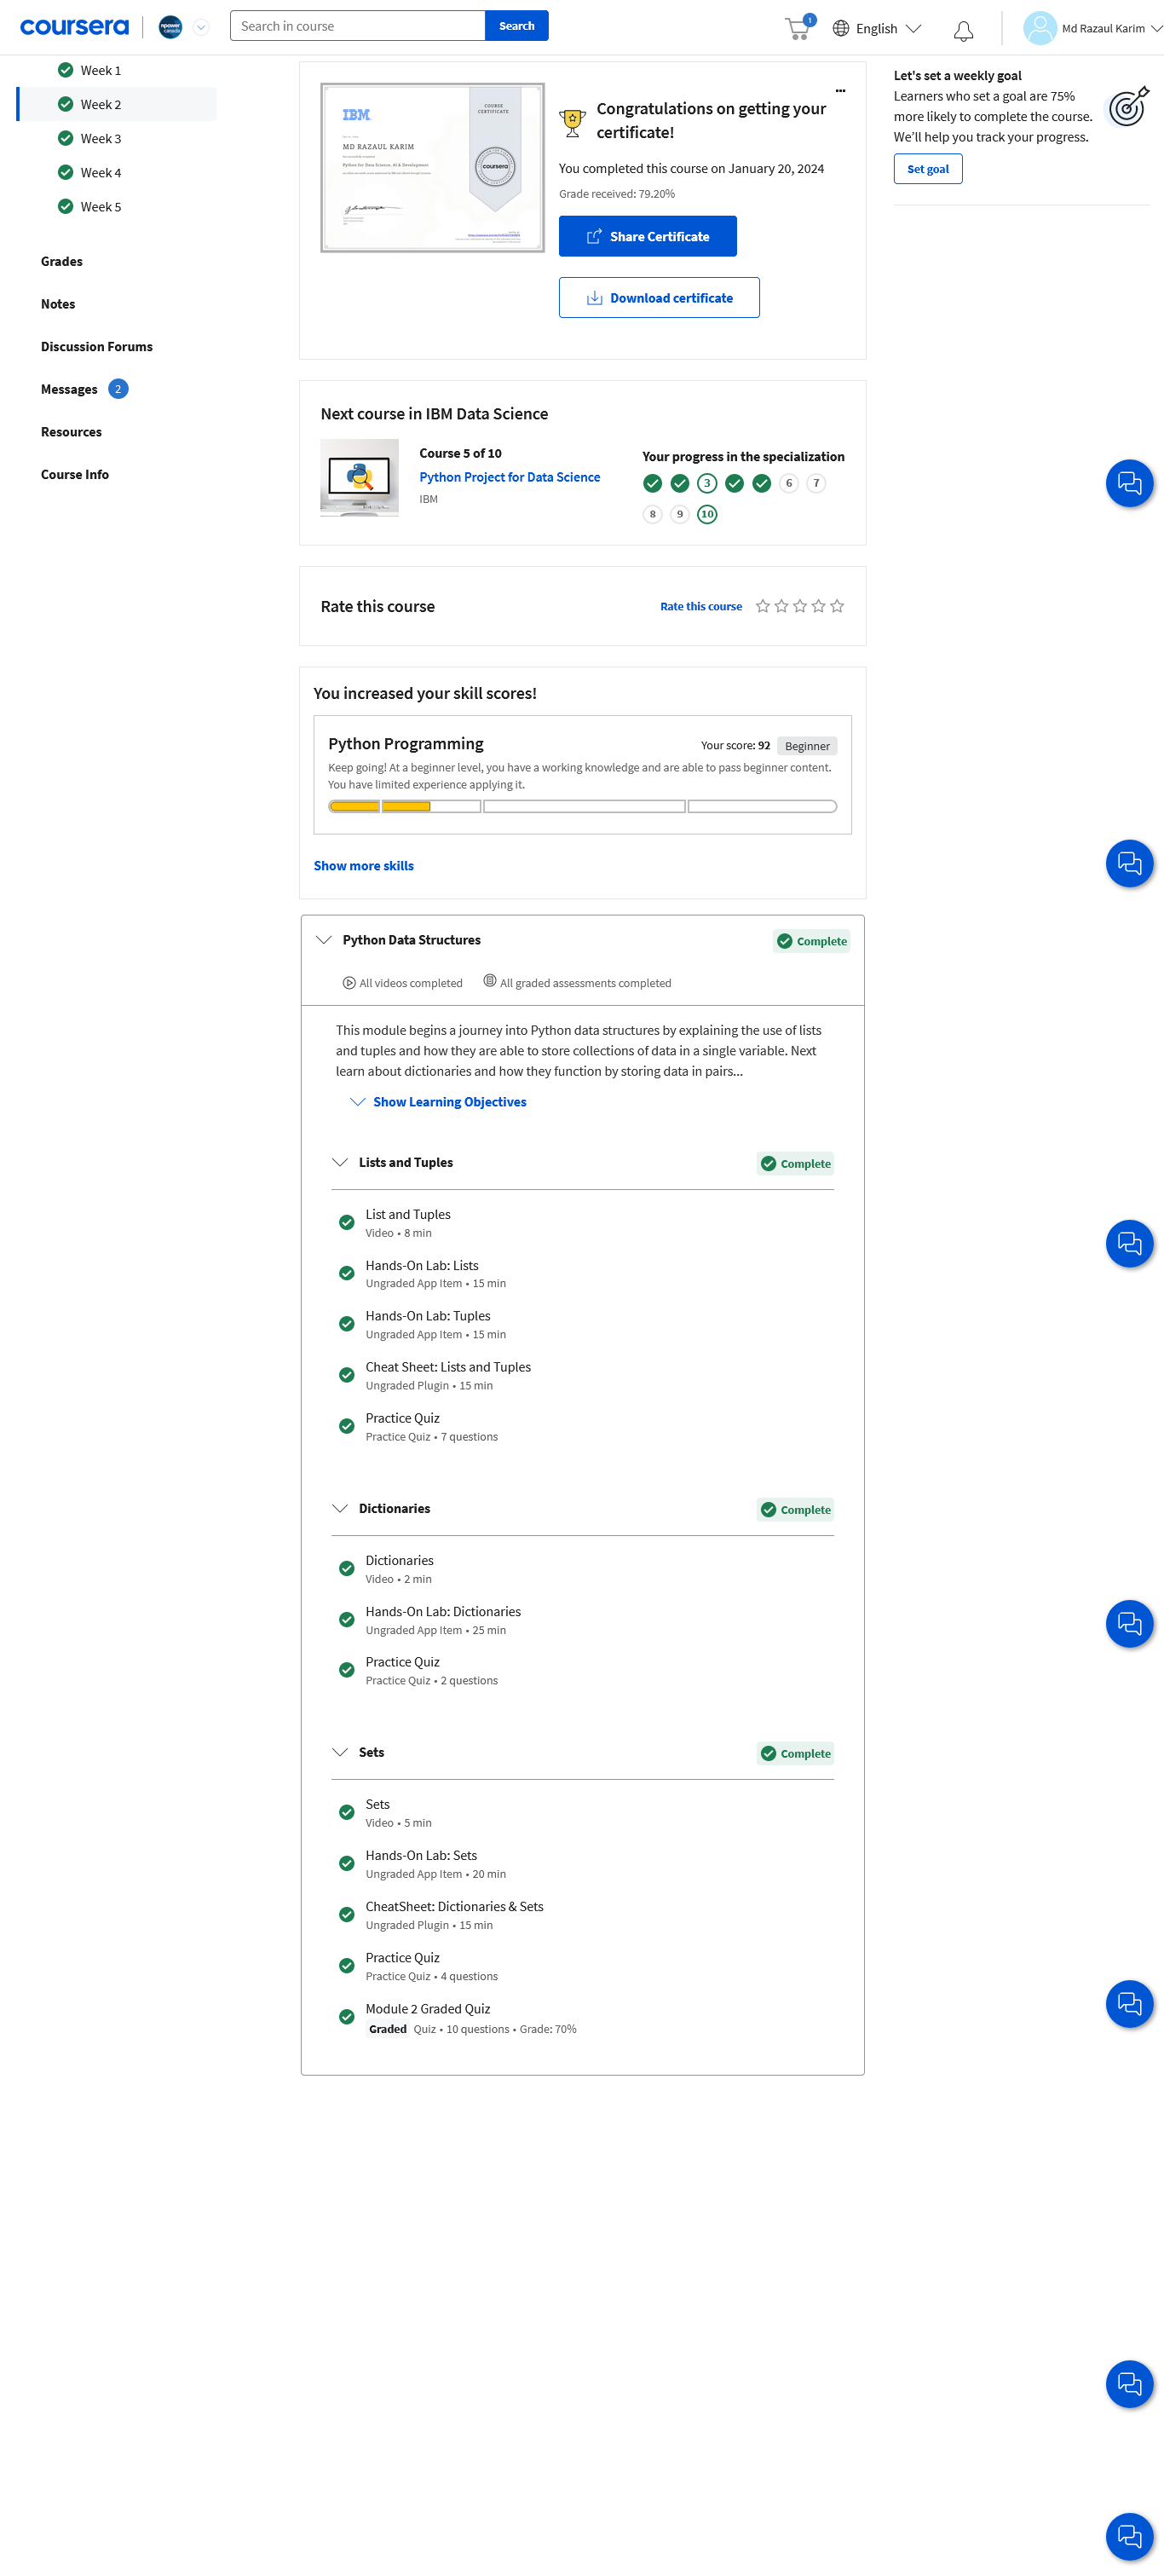 coursera
npower
canada
Search in course
Search
1
English
Md Razaul Karim
Week 1
Week 2
Week 3
Week 4
Week 5
Grades
Notes
Discussion Forums
Messages 2
Resources
Course Info
IBM
MD RAZAUL KARIM
Python for Data Science, AI & Development
COURSE
CERTIFICATE
coursera
Congratulations on getting your
certificate!
You completed this course on January 20, 2024
Grade received: 79.20%
Share Certificate
Download certificate
Let's set a weekly goal
Learners who set a goal are 75%
more likely to complete the course.
We'll help you track your progress.
Set goal
Next course in IBM Data Science
Course 5 of 10
Python Project for Data Science
IBM
Your progress in the specialization
3 6 7
8 9 10
Rate this course
Rate this course
You increased your skill scores!
Python Programming
Your score: 92 Beginner
Keep going! At a beginner level, you have a working knowledge and are able to pass beginner content.
You have limited experience applying it.
Show more skills
Python Data Structures
Complete
All videos completed
All graded assessments completed
This module begins a journey into Python data structures by explaining the use of lists
and tuples and how they are able to store collections of data in a single variable. Next
learn about dictionaries and how they function by storing data in pairs...
Show Learning Objectives
Lists and Tuples
Complete
List and Tuples
Video • 8 min
Hands-On Lab: Lists
Ungraded App Item • 15 min
Hands-On Lab: Tuples
Ungraded App Item • 15 min
Cheat Sheet: Lists and Tuples
Ungraded Plugin • 15 min
Practice Quiz
Practice Quiz • 7 questions
Dictionaries
Complete
Dictionaries
Video • 2 min
Hands-On Lab: Dictionaries
Ungraded App Item • 25 min
Practice Quiz
Practice Quiz • 2 questions
Sets
Complete
Sets
Video • 5 min
Hands-On Lab: Sets
Ungraded App Item • 20 min
CheatSheet: Dictionaries & Sets
Ungraded Plugin • 15 min
Practice Quiz
Practice Quiz • 4 questions
Module 2 Graded Quiz
Graded Quiz • 10 questions • Grade: 70%